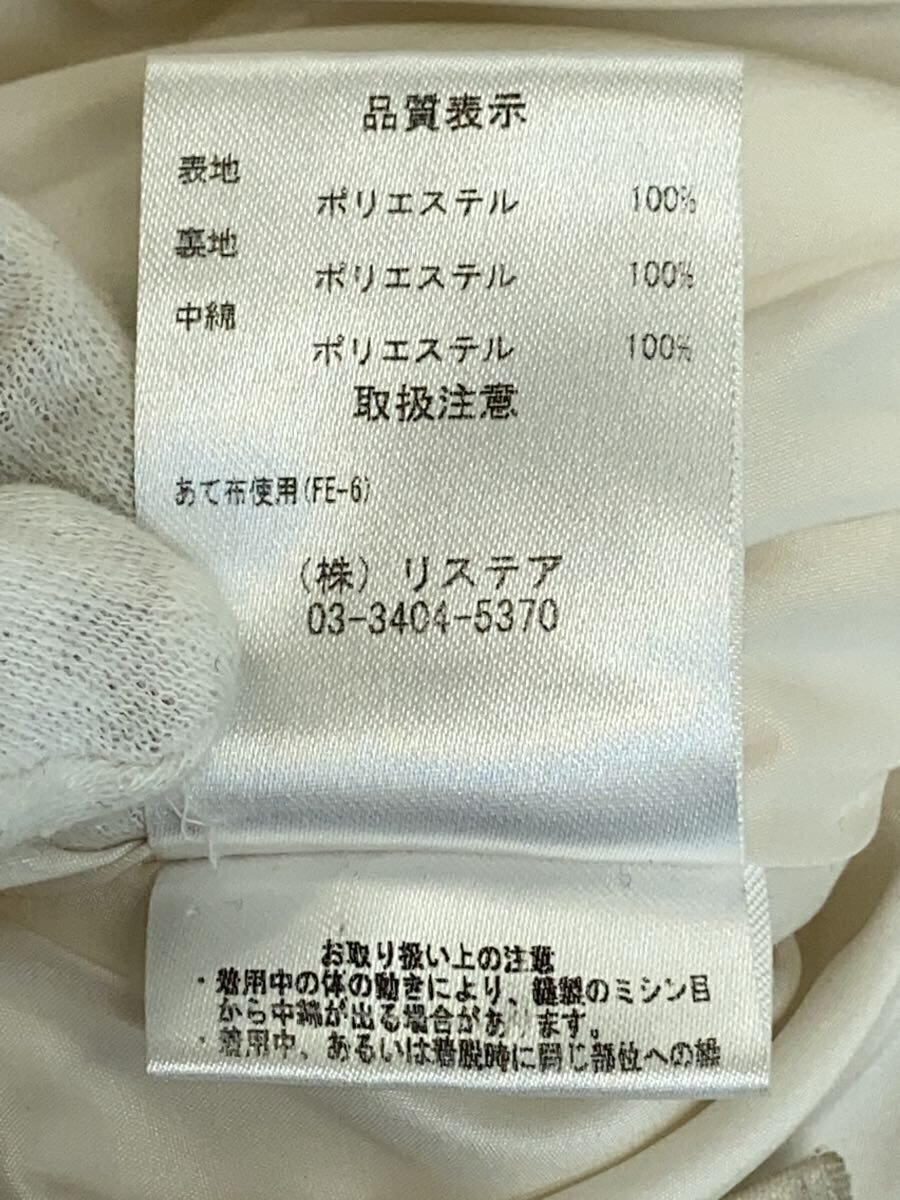 品質表示
表地
ポリエステル 100%
裏地
ポリエステル 100%
中綿
ポリエステル 100%
取扱注意
あて布使用(FE-6)
(株) リステア
03-3404-5370
お取り扱い上の注意
・着用中の体の動きにより、縫製のミシン目
から中綿が出る場合があります。
・着用中、あるいは着脱時に同じ部位への